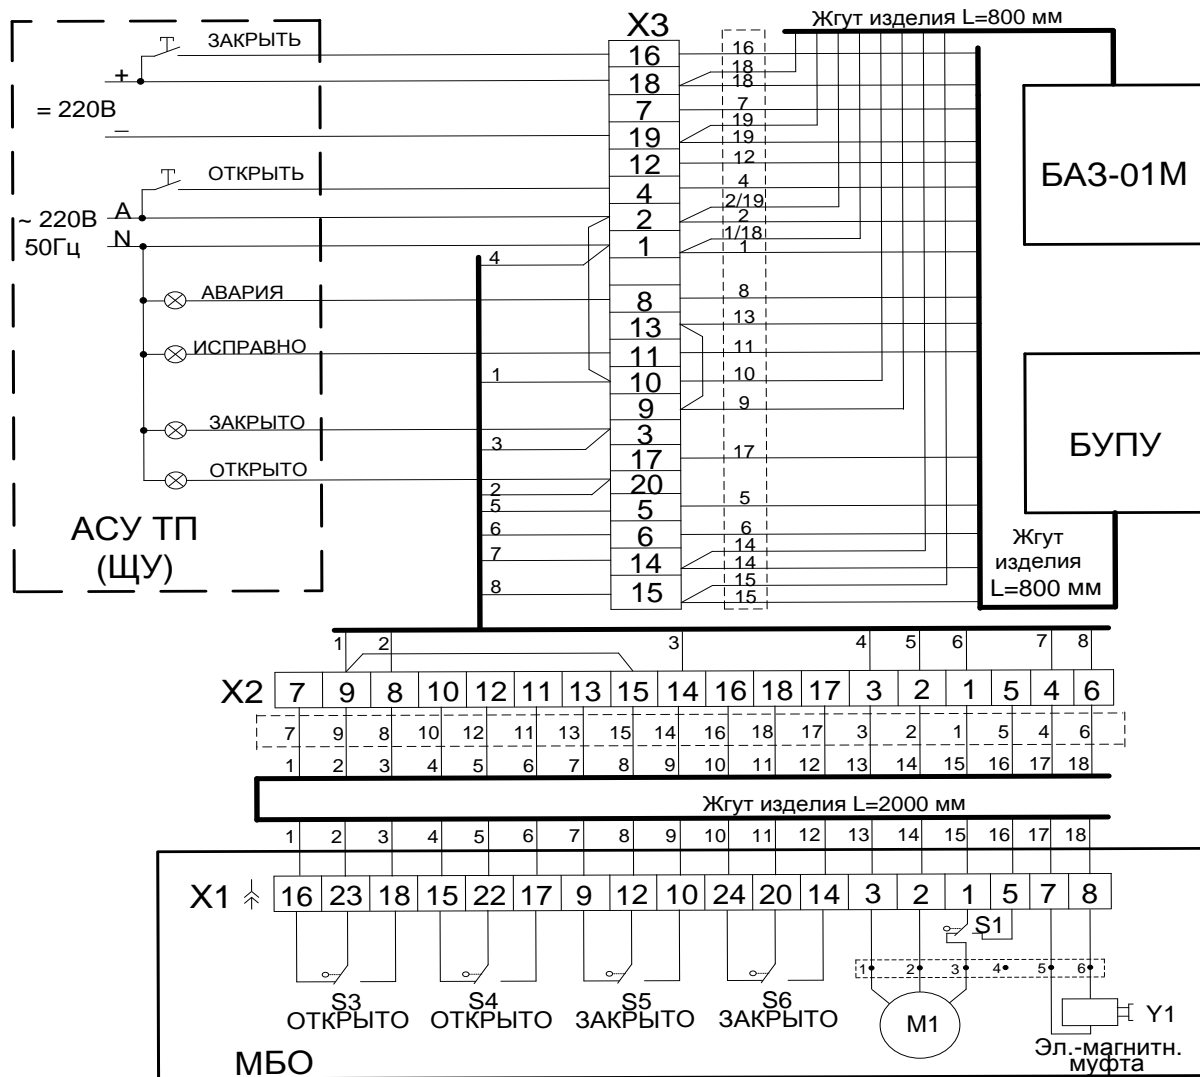 Жгут изделия L=800 мм
X3
ЗАКРЫТЬ
+
= 220В
–
ОТКРЫТЬ
~ 220В
50Гц
A
N
АВАРИЯ
ИСПРАВНО
ЗАКРЫТО
ОТКРЫТО
АСУ ТП
(ЩУ)
16
18
7
19
12
4
2
1
8
13
11
10
9
3
17
20
5
6
14
15
16
18
18
7
19
19
12
4
2/19
2
1/18
1
8
13
11
10
9
17
5
6
14
14
15
15
4
1
3
2
5
6
7
8
БАЗ-01М
БУПУ
Жгут
изделия
L=800 мм
1 2 3 4 5 6 7 8
X2 7 9 8 10 12 11 13 15 14 16 18 17 3 2 1 5 4 6
7 9 8 10 12 11 13 15 14 16 18 17 3 2 1 5 4 6
1 2 3 4 5 6 7 8 9 10 11 12 13 14 15 16 17 18
Жгут изделия L=2000 мм
1 2 3 4 5 6 7 8 9 10 11 12 13 14 15 16 17 18
X1 16 23 18 15 22 17 9 12 10 24 20 14 3 2 1 5 7 8
S1
1 2 3 4 5 6
S3
ОТКРЫТО
S4
ОТКРЫТО
S5
ЗАКРЫТО
S6
ЗАКРЫТО
M1
Y1
Эл.-магнитн.
муфта
МБО